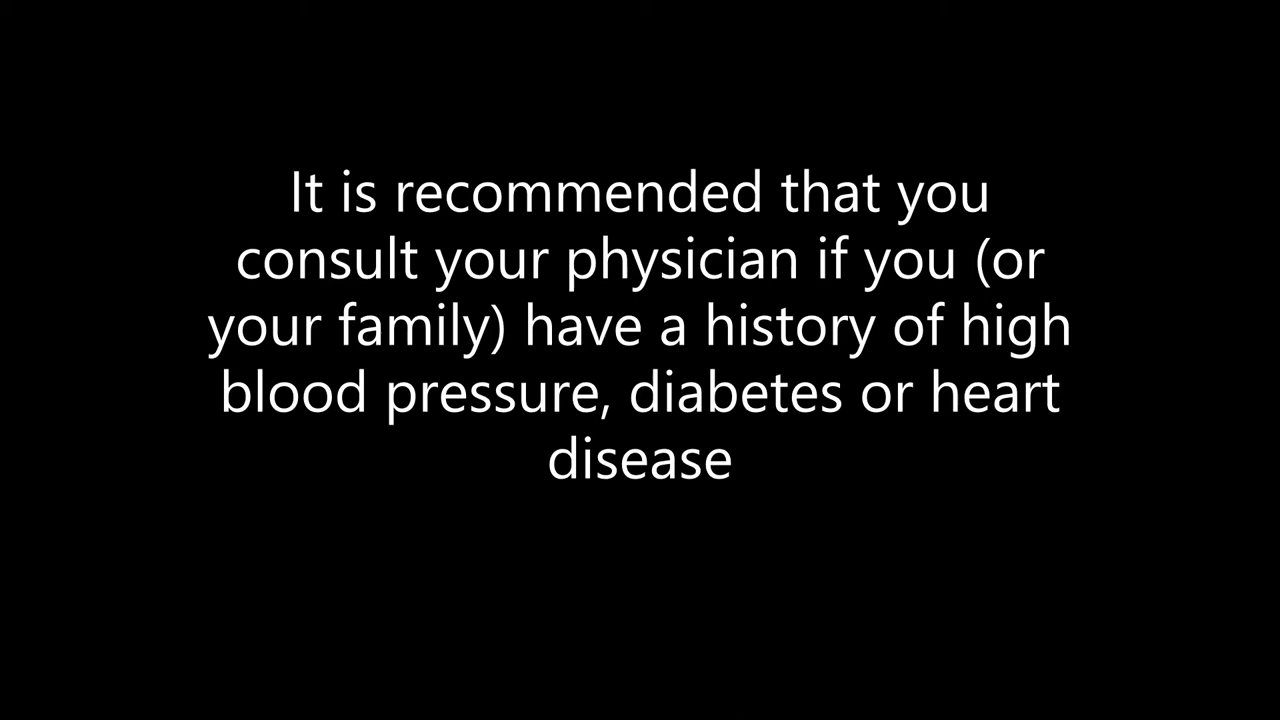 It is recommended that you
consult your physician if you (or
your family) have a history of high
blood pressure, diabetes or heart
disease